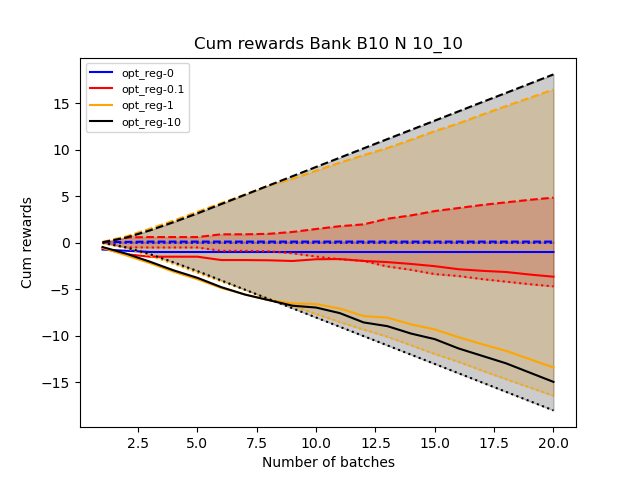 Cum rewards Bank B10 N 10_10
opt_reg-0
opt_reg-0.1
opt_reg-1
opt_reg-10
Cum rewards
15
10
5
0
−5
−10
−15
2.5 5.0 7.5 10.0 12.5 15.0 17.5 20.0
Number of batches